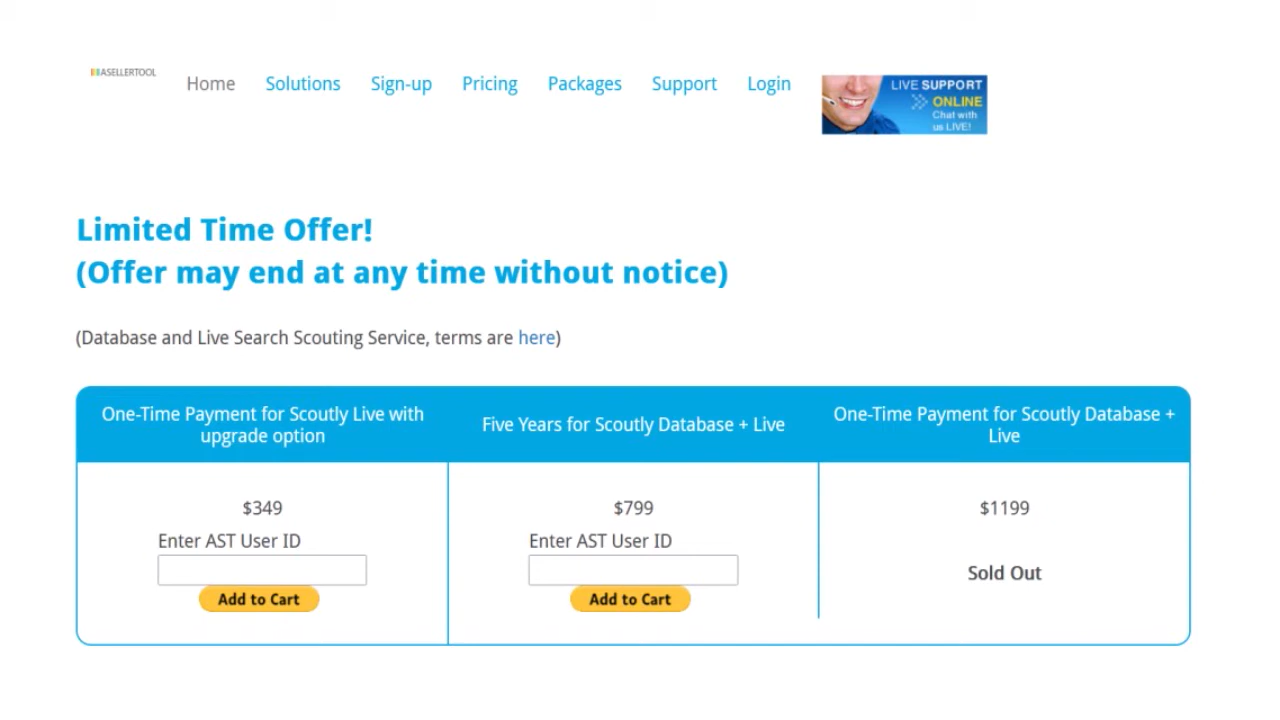 ASELLERTOOL
Home Solutions Sign-up Pricing Packages Support Login
LIVE SUPPORT
ONLINE
Chat with
us LIVE!
Limited Time Offer!
(Offer may end at any time without notice)
(Database and Live Search Scouting Service, terms are here)
One-Time Payment for Scoutly Live with
upgrade option
Five Years for Scoutly Database + Live
One-Time Payment for Scoutly Database +
Live
$349
Enter AST User ID
Add to Cart
$799
Enter AST User ID
Add to Cart
$1199
Sold Out